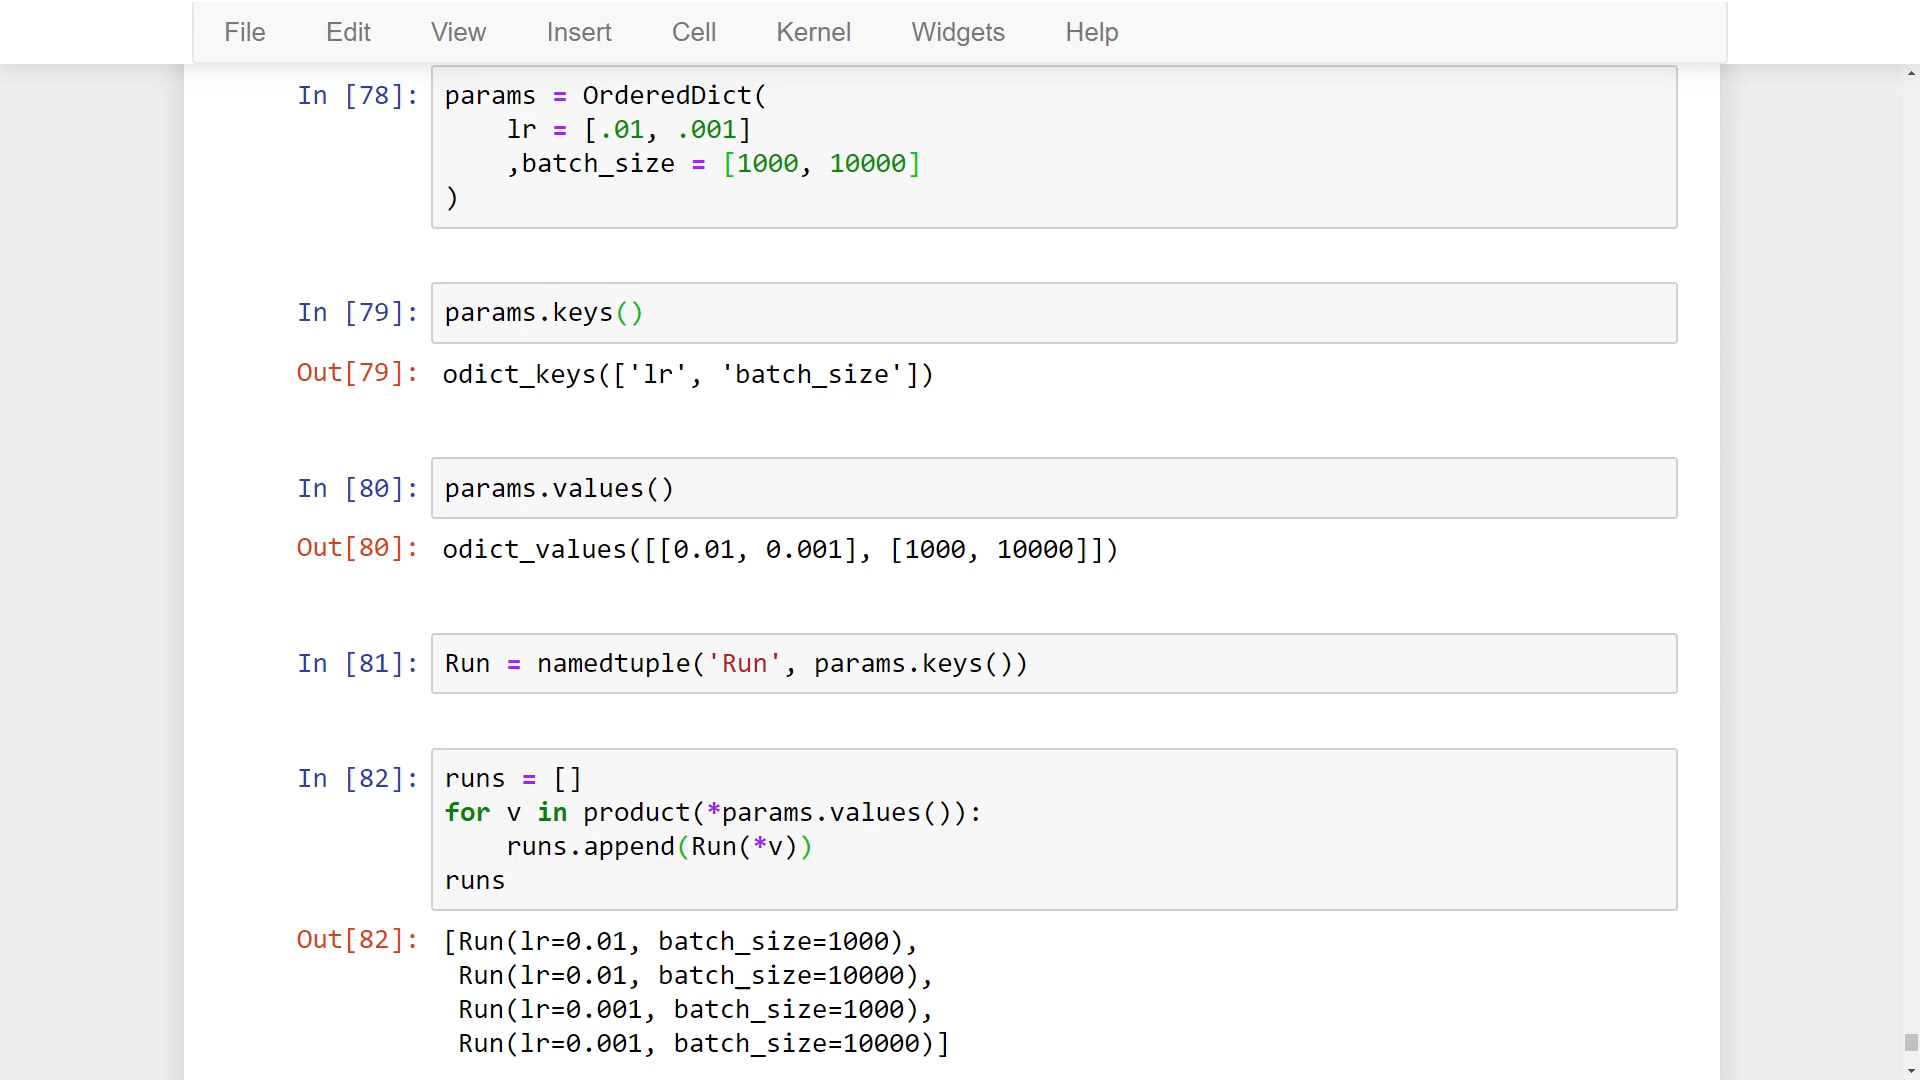 File Edit View Insert Cell Kernel Widgets Help
In [78]: params = OrderedDict(
    lr = [.01, .001]
    ,batch_size = [1000, 10000]
)
In [79]: params.keys()
Out[79]: odict_keys(['lr', 'batch_size'])
In [80]: params.values()
Out[80]: odict_values([[0.01, 0.001], [1000, 10000]])
In [81]: Run = namedtuple('Run', params.keys())
In [82]: runs = []
for v in product(*params.values()):
    runs.append(Run(*v))
runs
Out[82]: [Run(lr=0.01, batch_size=1000),
 Run(lr=0.01, batch_size=10000),
 Run(lr=0.001, batch_size=1000),
 Run(lr=0.001, batch_size=10000)]